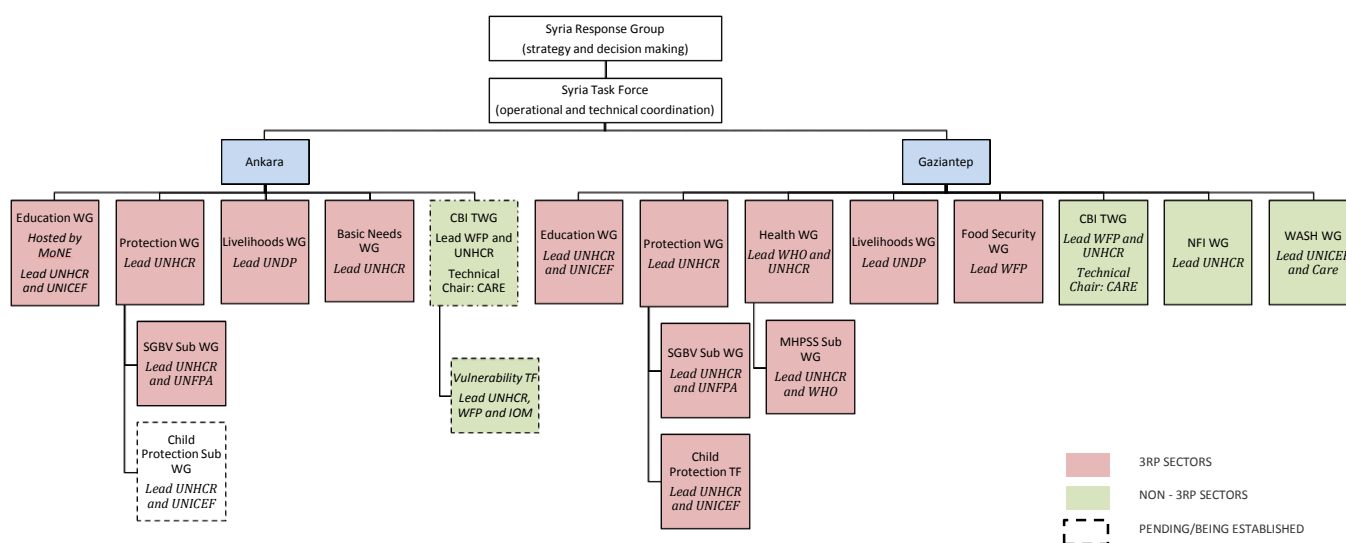 Syria Response Group
(strategy and decision making)
Syria Task Force
(operational and technical coordination)
Ankara
Gaziantep
Education WG
Hosted by
MoNE
Lead UNHCR
and UNICEF
Protection WG
Lead UNHCR
Livelihoods WG
Lead UNDP
Basic Needs
WG
Lead UNHCR
CBI TWG
Lead WFP and
UNHCR
Technical
Chair: CARE
Education WG
Lead UNHCR
and UNICEF
Protection WG
Lead UNHCR
Health WG
Lead WHO and
UNHCR
Livelihoods WG
Lead UNDP
Food Security
WG
Lead WFP
CBI TWG
Lead WFP and
UNHCR
Technical
Chair: CARE
NFI WG
Lead UNHCR
WASH WG
Lead UNICEF
and Care
SGBV Sub WG
Lead UNHCR
and UNFPA
Vulnerability TF
Lead UNHCR,
WFP and IOM
SGBV Sub WG
Lead UNHCR
and UNFPA
MHPSS Sub
WG
Lead UNHCR
and WHO
Child
Protection Sub
WG
Lead UNHCR
and UNICEF
Child
Protection TF
Lead UNHCR
and UNICEF
3RP SECTORS
NON - 3RP SECTORS
PENDING/BEING ESTABLISHED